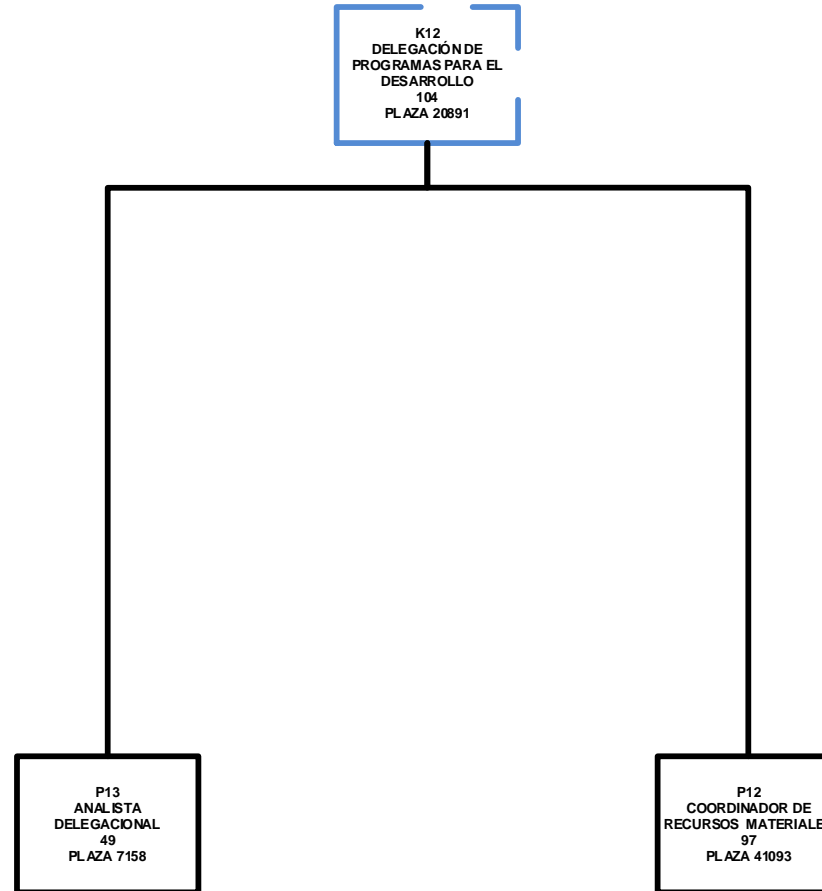 K12
DELEGACIÓN DE
PROGRAMAS PARA EL
DESARROLLO
104
PLAZA 20891
P13
ANALISTA
DELEGACIONAL
49
PLAZA 7158
P12
COORDINADOR DE
RECURSOS MATERIALE
97
PLAZA 41093